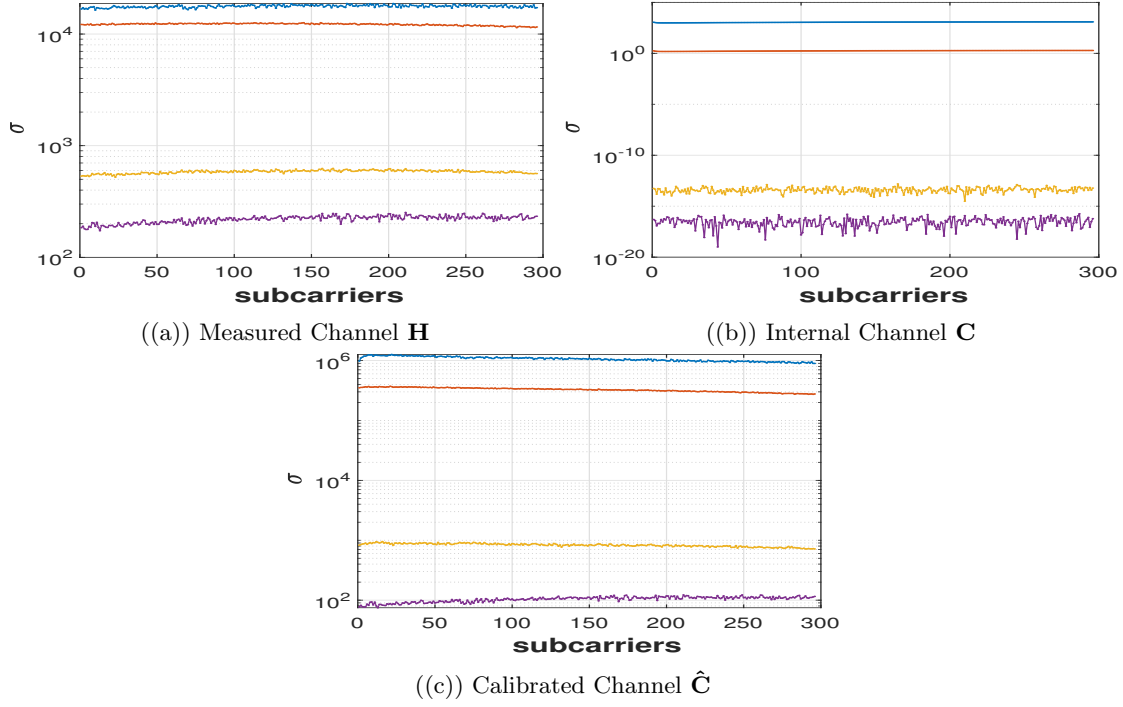 10^4
10^3
10^2
σ
0 50 100 150 200 250 300
subcarriers
((a)) Measured Channel H
10^0
10^-10
10^-20
σ
0 100 200 300
subcarriers
((b)) Internal Channel C
10^6
10^4
10^2
σ
0 50 100 150 200 250 300
subcarriers
((c)) Calibrated Channel Ĉ